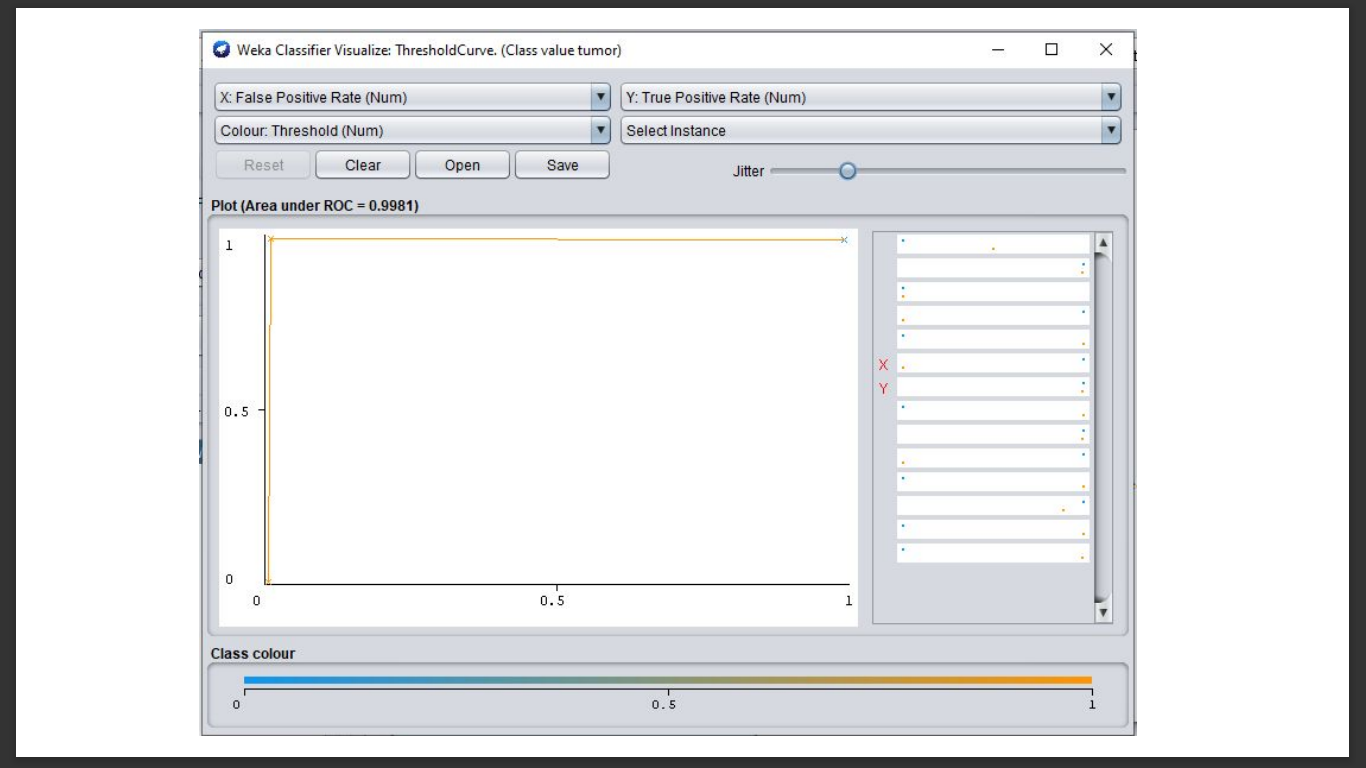 Weka Classifier Visualize: ThresholdCurve. (Class value tumor)
X: False Positive Rate (Num) Y: True Positive Rate (Num)
Colour: Threshold (Num) Select Instance
Reset Clear Open Save Jitter
Plot (Area under ROC = 0.9981)
1
X
Y
0.5
0
0 0.5 1
Class colour
0 0.5 1